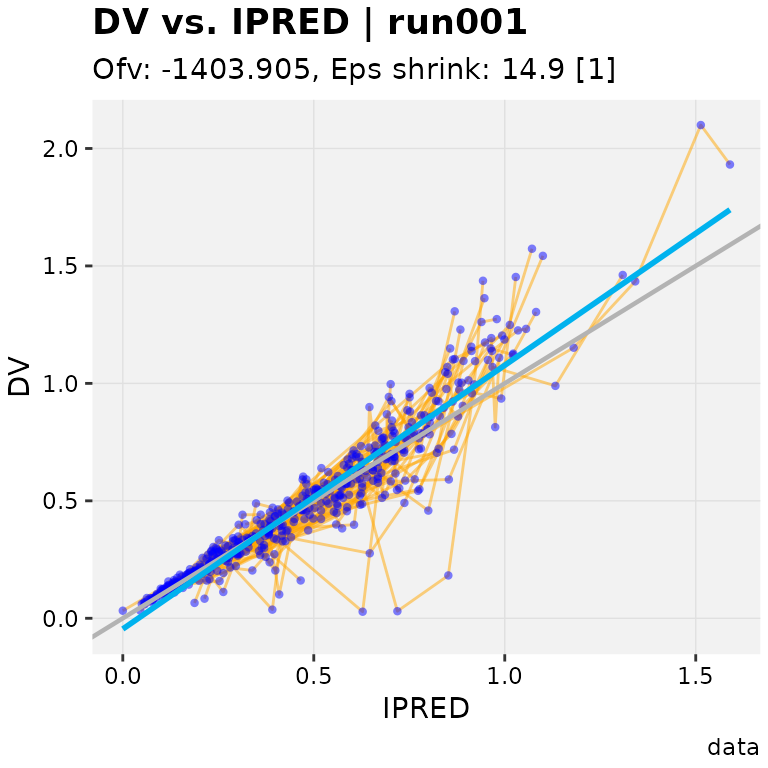 DV vs. IPRED | run001
Ofv: -1403.905, Eps shrink: 14.9 [1]
DV
2.0
1.5
1.0
0.5
0.0
0.0 0.5 1.0 1.5
IPRED
data